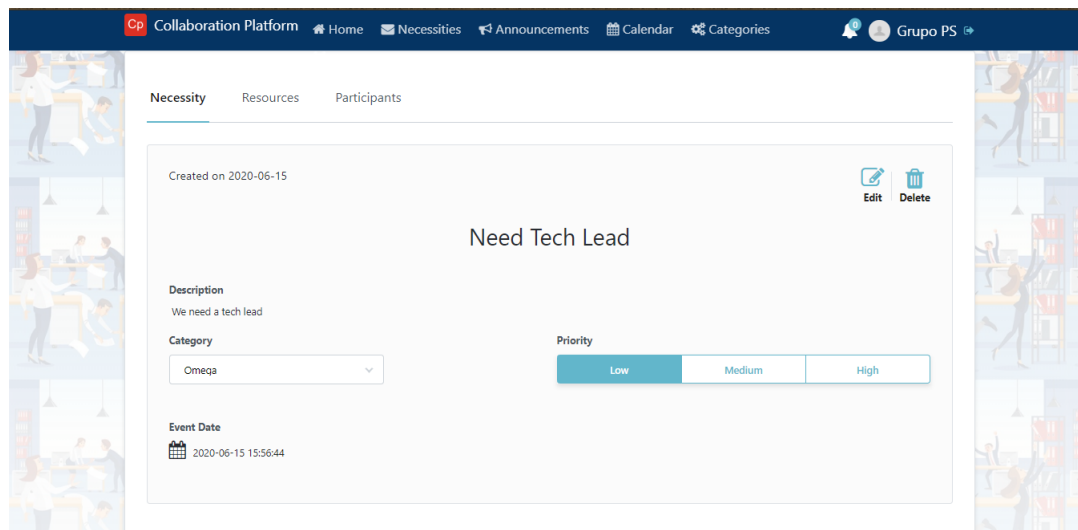 Cp Collaboration Platform Home Necessities Announcements Calendar Categories 0 Grupo PS
Necessity Resources Participants
Created on 2020-06-15
Edit Delete
Need Tech Lead
Description
We need a tech lead
Category Priority
Omega Low Medium High
Event Date
2020-06-15 15:56:44